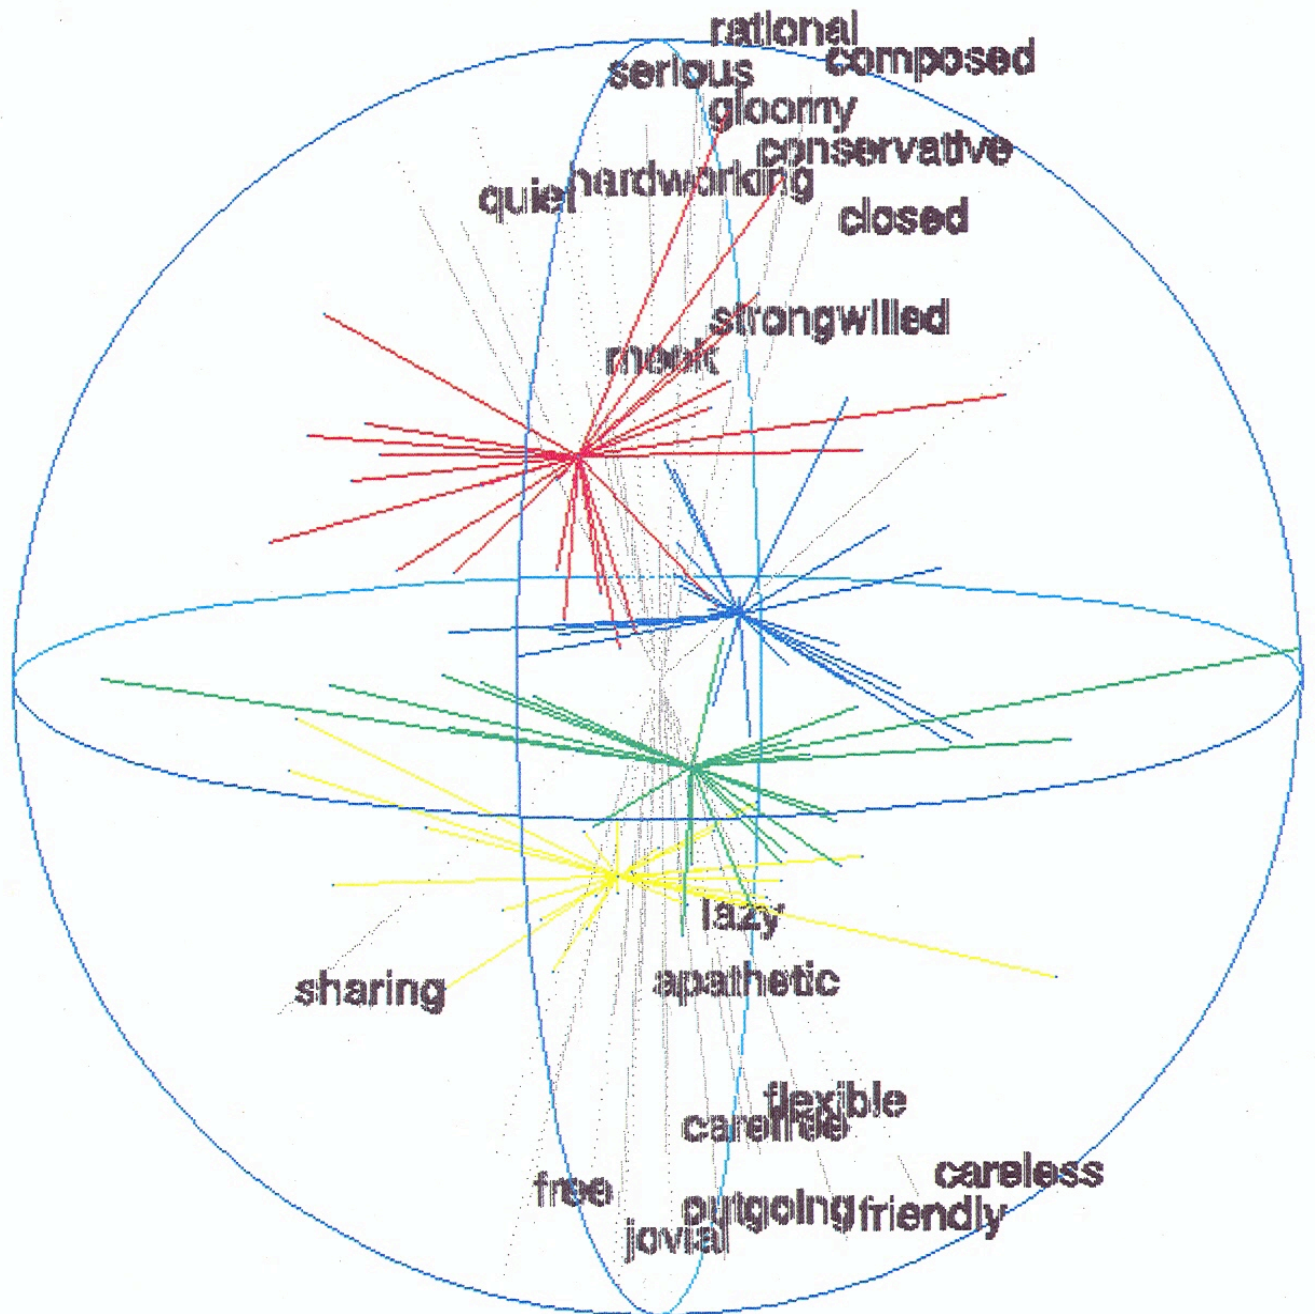 rational
composed
serious
gloomy
conservative
hardworking
quiet
closed
strongwilled
meek
lazy
apathetic
sharing
flexible
carefree
careless
free
outgoing
friendly
jovial